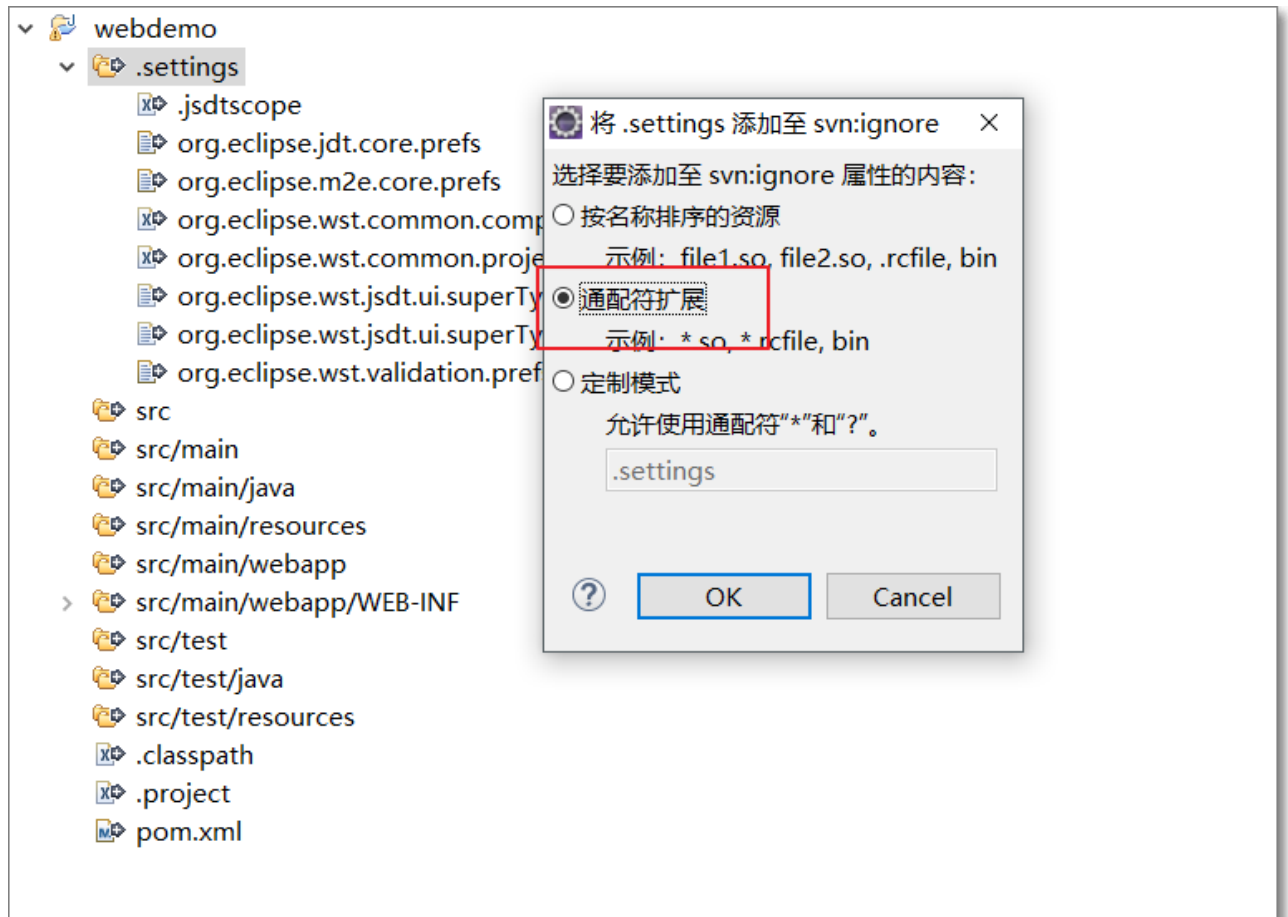 webdemo
.settings
.jsdtscope
org.eclipse.jdt.core.prefs
org.eclipse.m2e.core.prefs
org.eclipse.wst.common.comp
org.eclipse.wst.common.proje
org.eclipse.wst.jsdt.ui.superTy
org.eclipse.wst.jsdt.ui.superTy
org.eclipse.wst.validation.pref
src
src/main
src/main/java
src/main/resources
src/main/webapp
src/main/webapp/WEB-INF
src/test
src/test/java
src/test/resources
.classpath
.project
pom.xml
将 .settings 添加至 svn:ignore
选择要添加至 svn:ignore 属性的内容：
按名称排序的资源
示例：file1.so, file2.so, .rcfile, bin
通配符扩展
示例：*.so, *.rcfile, bin
定制模式
允许使用通配符“*”和“?”。
.settings
OK
Cancel